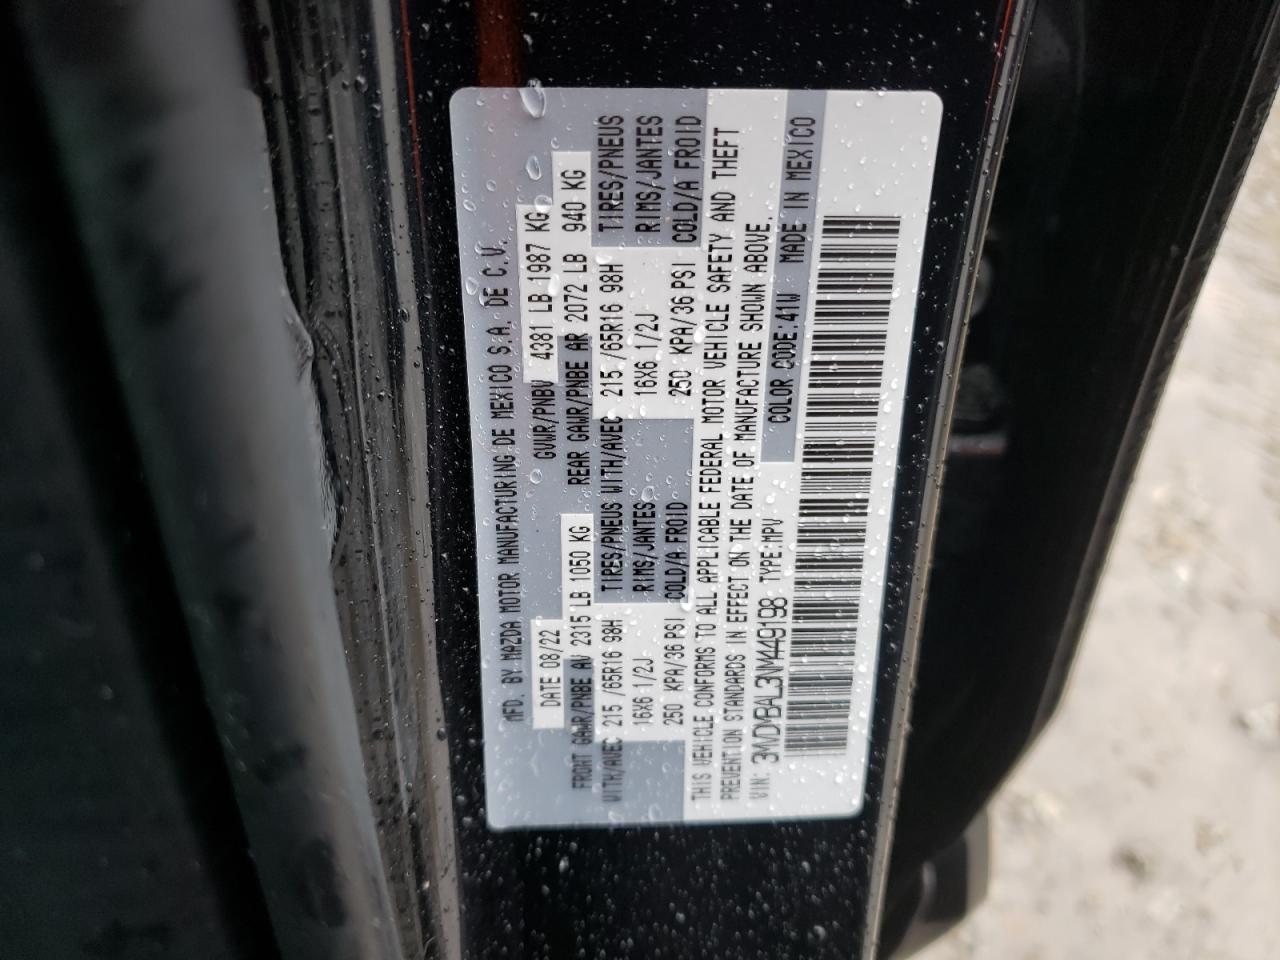 MFD. BY MAZDA MOTOR MANUFACTURING DE MEXICO S.A. DE C.V.
DATE 08/22 GVWR/PNBV 4381 LB 1987 KG
FRONT GAWR/PNBE AV 2315 LB 1050 KG REAR GAWR/PNBE AR 2072 LB 940 KG
WITH/AVEC 215 /65R16 98H TIRES/PNEUS WITH/AVEC 215 /65R16 98H TIRES/PNEUS
16X6 1/2J RIMS/JANTES 16X6 1/2J RIMS/JANTES
250 KPA/36 PSI COLD/A FROID 250 KPA/36 PSI COLD/A FROID
THIS VEHICLE CONFORMS TO ALL APPLICABLE FEDERAL MOTOR VEHICLE SAFETY AND THEFT
PREVENTION STANDARDS IN EFFECT ON THE DATE OF MANUFACTURE SHOWN ABOVE.
VIN: 3MVDMBAL3NM449198 TYPE:MPV COLOR CODE:41W MADE IN MEXICO